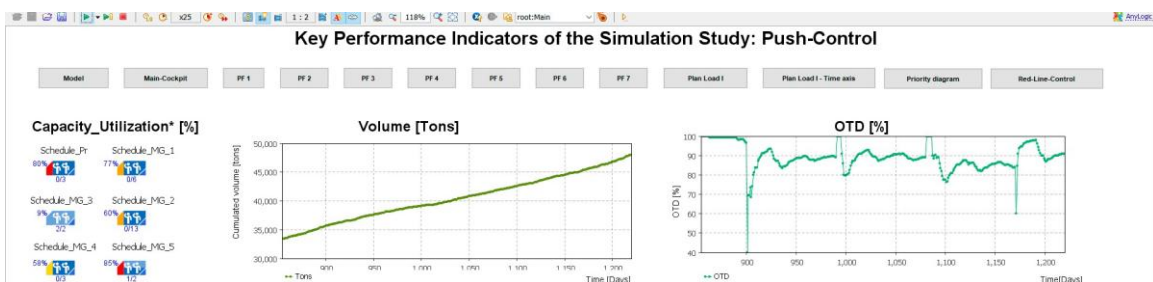 x25 1 : 2 118% root:Main AnyLogic
Key Performance Indicators of the Simulation Study: Push-Control
Model Main-Cockpit PF 1 PF 2 PF 3 PF 4 PF 5 PF 6 PF 7 Plan Load I Plan Load I - Time axis Priority diagram Red-Line-Control
Capacity_Utilization* [%]
Schedule_Pr Schedule_MG_1
80% 77%
0/3 0/6
Schedule_MG_3 Schedule_MG_2
9% 60%
2/2 0/13
Schedule_MG_4 Schedule_MG_5
58% 85%
0/3 1/2
Volume [Tons]
Cumulated volume [tons]
50,000
45,000
40,000
35,000
30,000
900 950 1,000 1,050 1,100 1,150 1,200
Time [Days]
Tons
OTD [%]
OTD [%]
100
90
80
70
60
50
40
900 950 1,000 1,050 1,100 1,150 1,200
Time[Days]
OTD